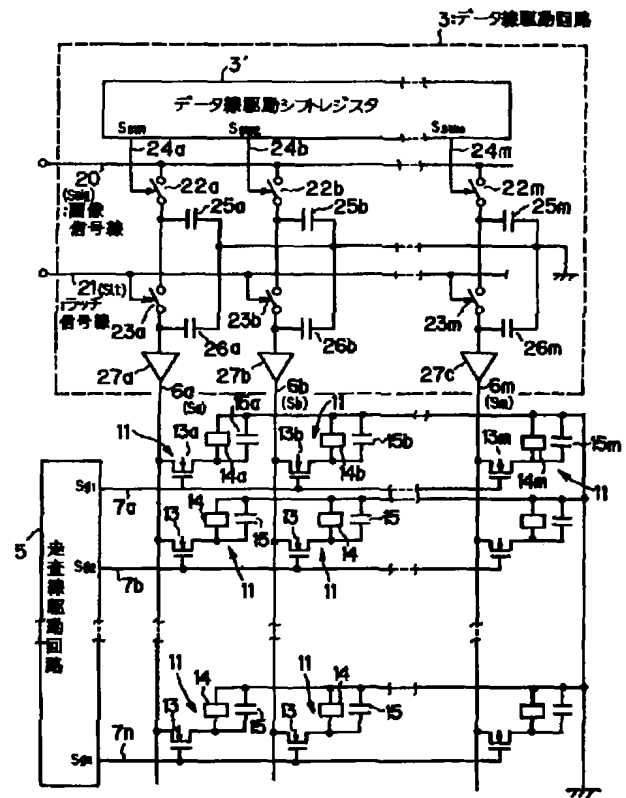 3:データ線駆動回路
3'
データ線駆動シフトレジスタ
24a 24b 24m
20 22a 22b 22m
:画像
信号線
25a 25b 25m
21(Slt)
:ラッチ
信号線
23a 23b 23m
26a 26b 26m
27a 27b 27c
6a 6b 6m
(Sa) (Sb) (Sm)
11 13a 15a 13b 11 15b 13m 15m
14a 14b 14m 11
5
走査線駆動回路
7a
13 14 15 13 14 15
7b 11 11
14 11 11 14
13 15 13 15
7n